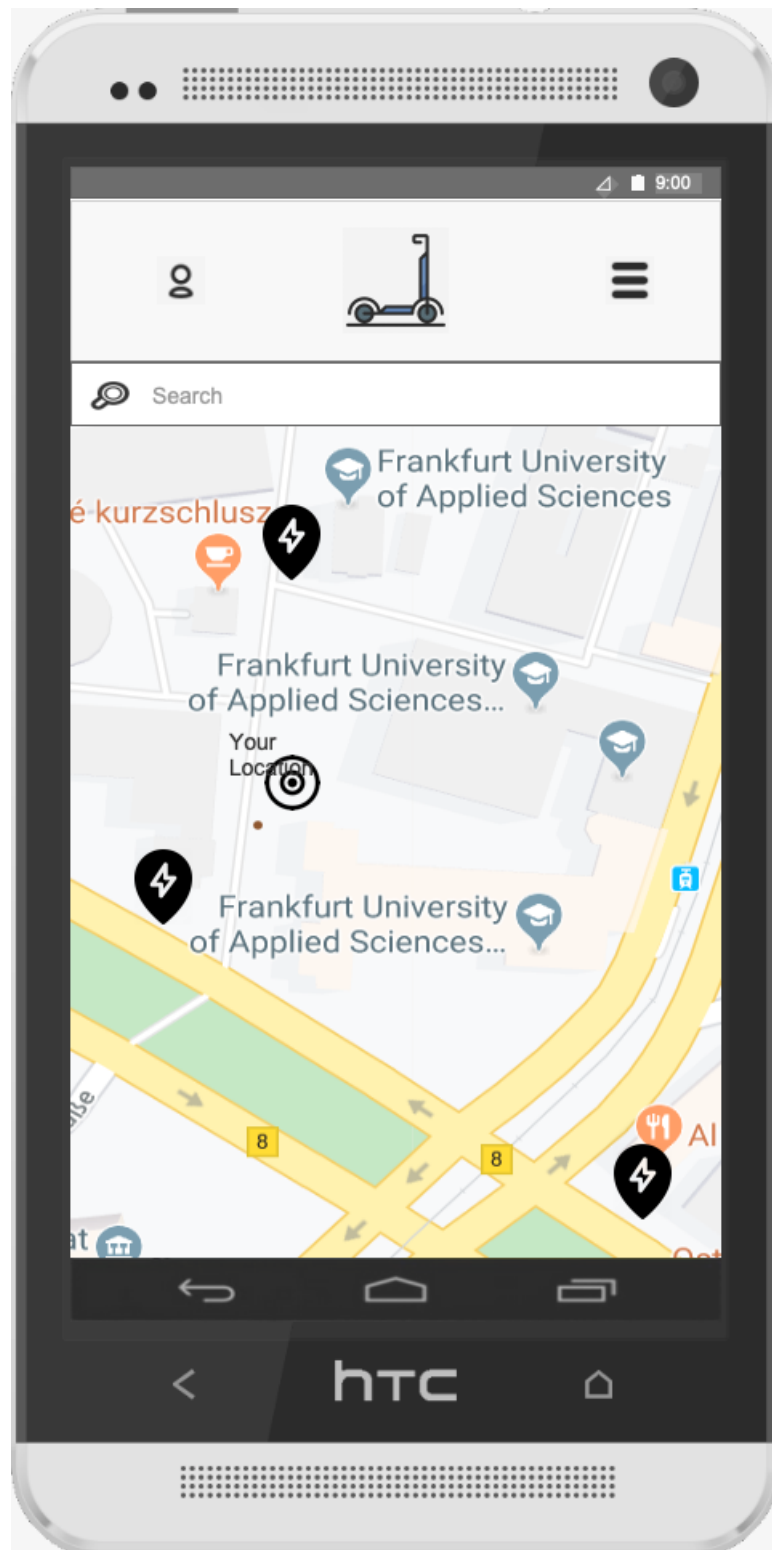 9:00
Search
Frankfurt University
of Applied Sciences
é kurzschlusz
Frankfurt University
of Applied Sciences...
Your
Location
Frankfurt University
of Applied Sciences...
8
8
Al
at
hTC